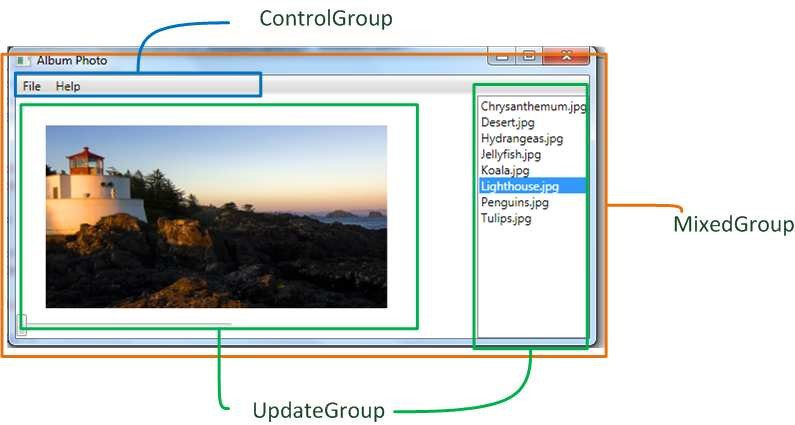 ControlGroup
Album Photo
File Help
Chrysanthemum.jpg
Desert.jpg
Hydrangeas.jpg
Jellyfish.jpg
Koala.jpg
Lighthouse.jpg
Penguins.jpg
Tulips.jpg
MixedGroup
UpdateGroup